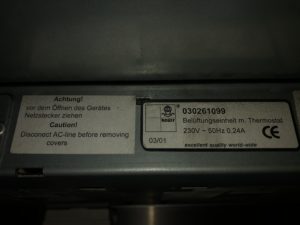 Achtung!
vor dem Öffnen des Gerätes
Netzstecker ziehen
Caution!
Disconect AC-line before removing
covers
030261099
Belüftungseinheit m. Thermostat
230V ~ 50Hz 0,24A
03/01
CE
excellent quality world-wide